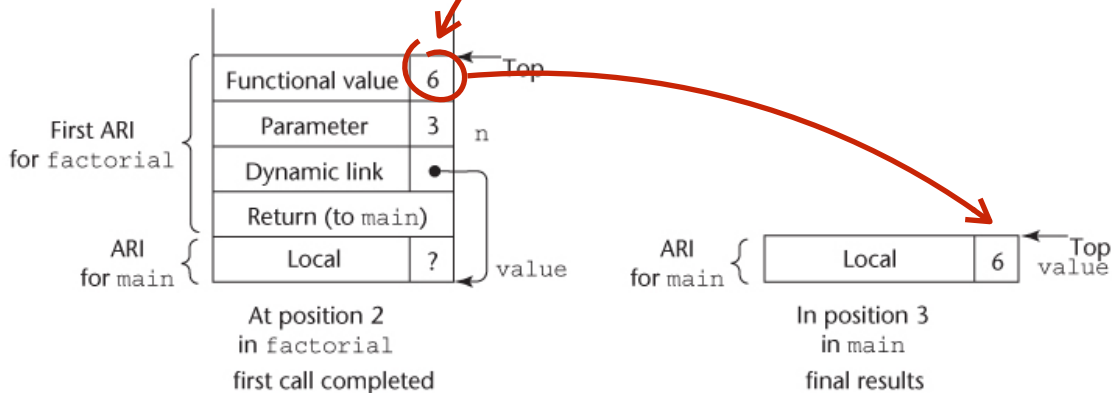 Top
Functional value 6
First ARI
for factorial
Parameter 3 n
Dynamic link
Return (to main)
ARI
for main
Local ? value
At position 2
in factorial
first call completed
ARI
for main
Local 6
Top
value
In position 3
in main
final results